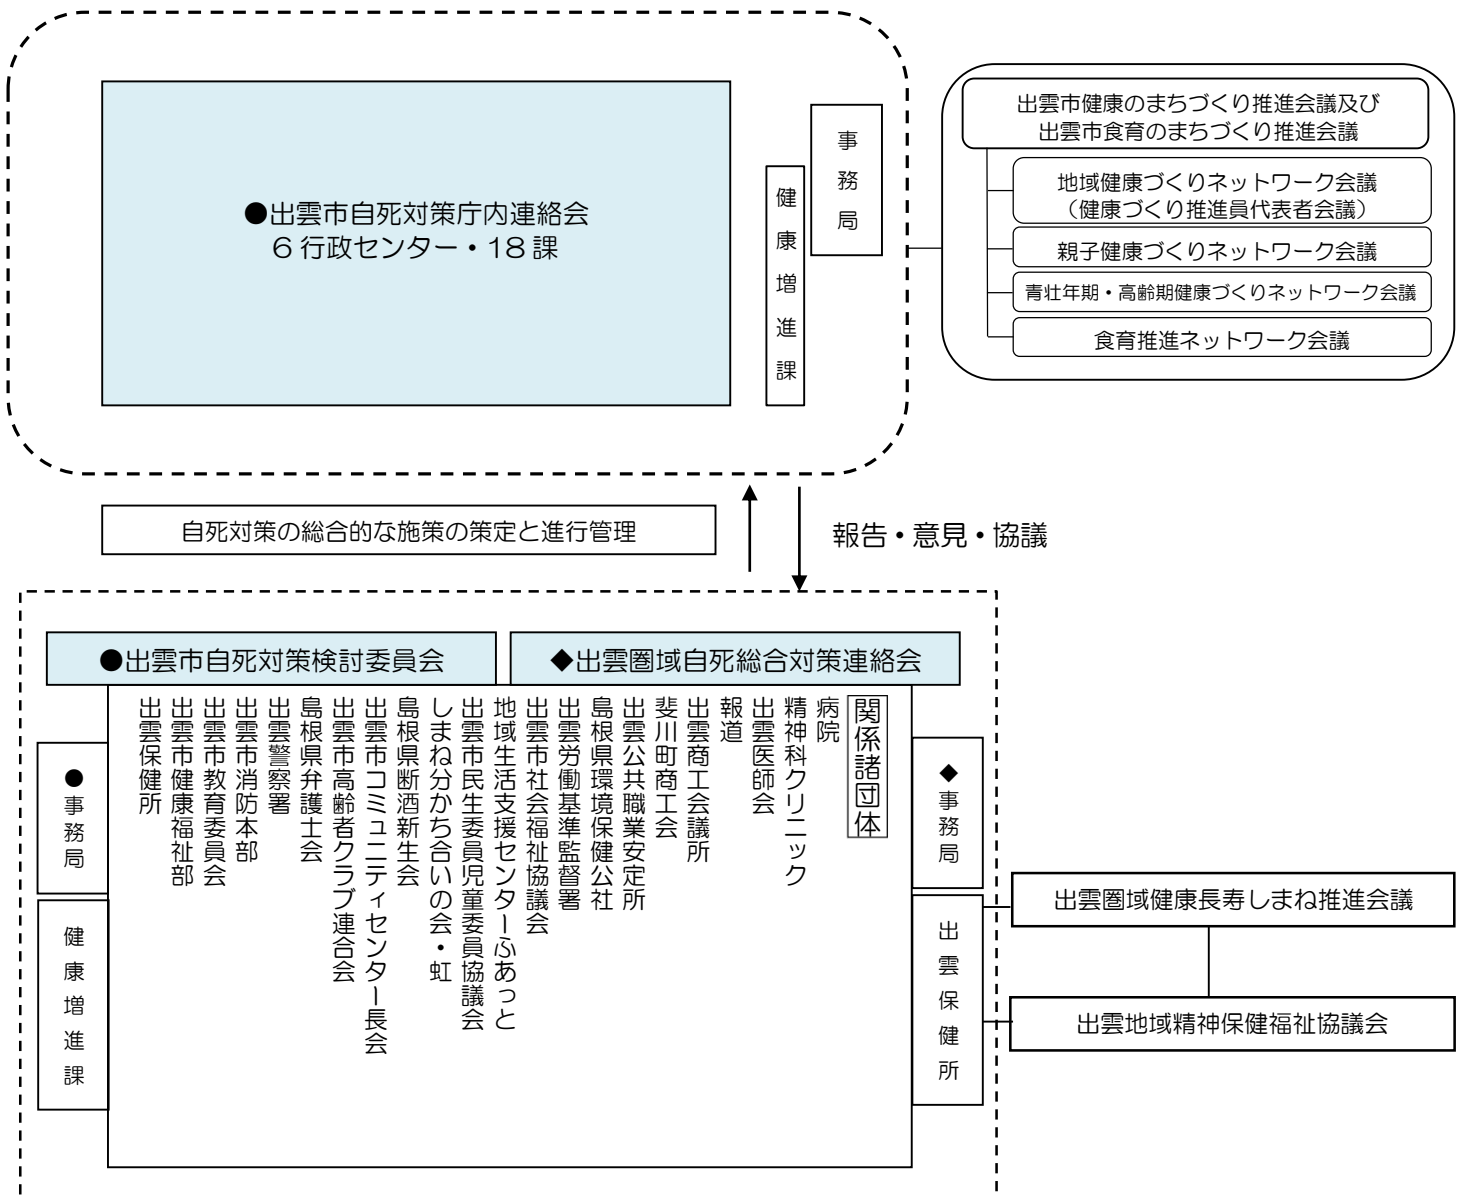 ●出雲市自死対策庁内連絡会
6行政センター・18課
事務局
健康増進課
出雲市健康のまちづくり推進会議及び
出雲市食育のまちづくり推進会議
地域健康づくりネットワーク会議
（健康づくり推進員代表者会議）
親子健康づくりネットワーク会議
青壮年期・高齢期健康づくりネットワーク会議
食育推進ネットワーク会議
自死対策の総合的な施策の策定と進行管理
報告・意見・協議
●出雲市自死対策検討委員会
◆出雲圏域自死総合対策連絡会
関係諸団体
病院
精神科クリニック
出雲医師会
報道
出雲商工会議所
斐川町商工会
出雲公共職業安定所
島根県環境保健公社
出雲労働基準監督署
出雲市社会福祉協議会
地域生活支援センターふあっと
出雲市民生委員児童委員協議会
しまね分かち合いの会・虹
島根県断酒新生会
出雲市コミュニティセンター長会
出雲市高齢者クラブ連合会
島根県弁護士会
出雲警察署
出雲市消防本部
出雲市教育委員会
出雲市健康福祉部
出雲保健所
●事務局
健康増進課
◆事務局
出雲保健所
出雲圏域健康長寿しまね推進会議
出雲地域精神保健福祉協議会